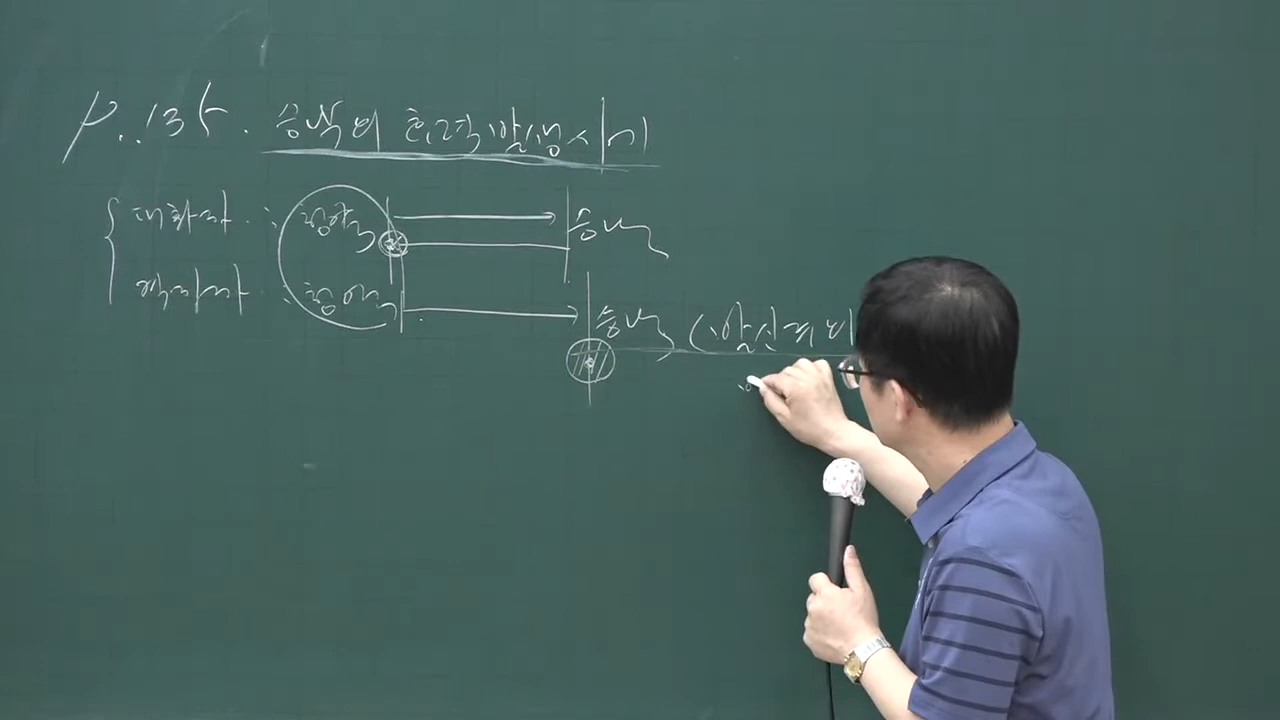 P. 135. 승낙의 효력발생시기
대화자 : 청약 승낙
격지자 : 청약 승낙 (발신주의